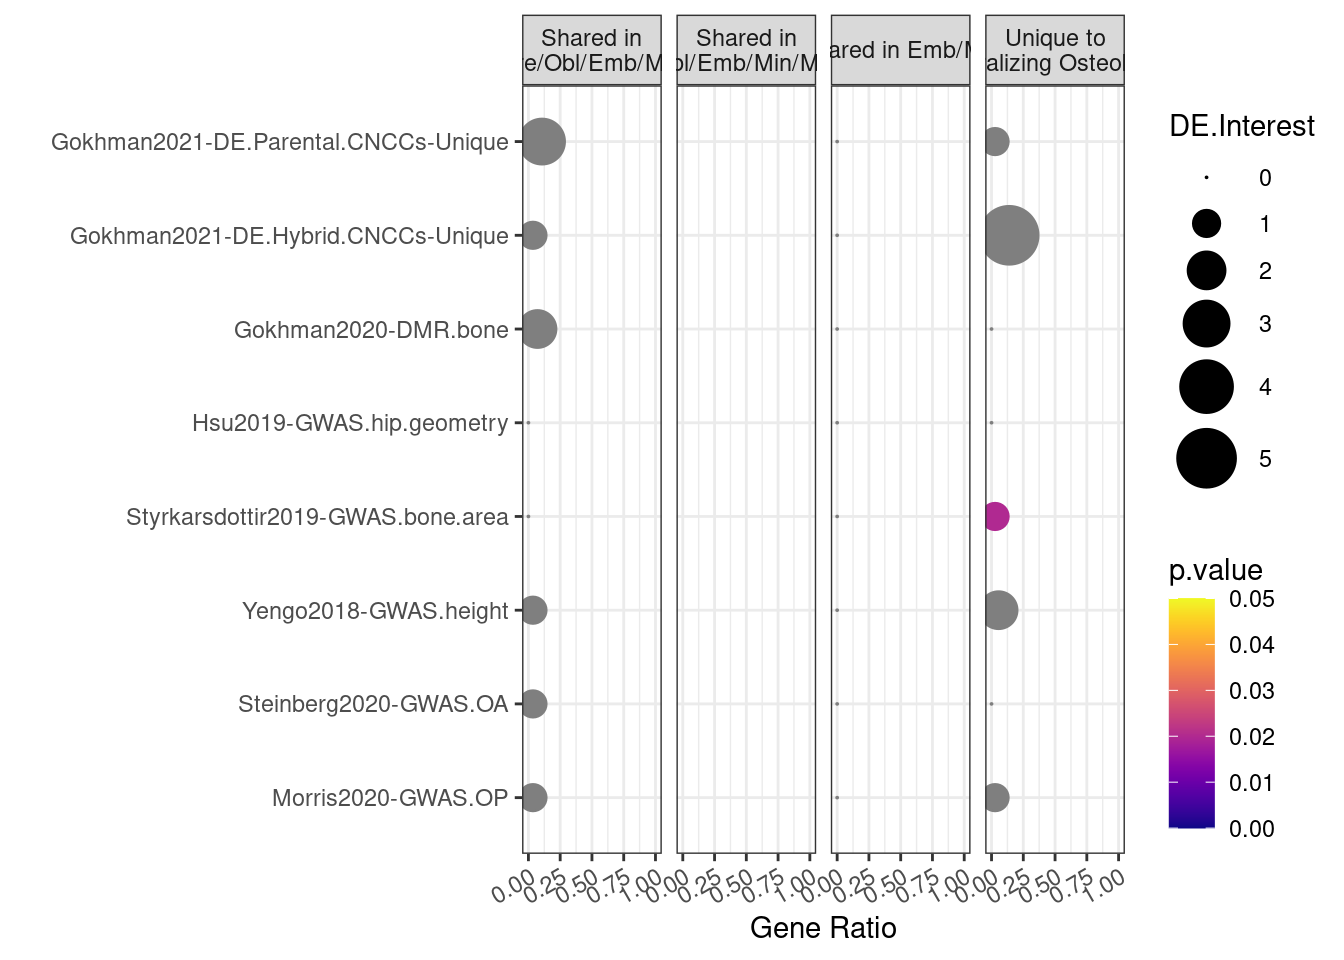 Shared in
e/Obl/Emb/M
Shared in
ol/Emb/Min/M
ared in Emb/M
Unique to
alizing Osteol
Gokhman2021-DE.Parental.CNCCs-Unique
Gokhman2021-DE.Hybrid.CNCCs-Unique
Gokhman2020-DMR.bone
Hsu2019-GWAS.hip.geometry
Styrkarsdottir2019-GWAS.bone.area
Yengo2018-GWAS.height
Steinberg2020-GWAS.OA
Morris2020-GWAS.OP
0.00 0.25 0.50 0.75 1.00
0.00 0.25 0.50 0.75 1.00
0.00 0.25 0.50 0.75 1.00
0.00 0.25 0.50 0.75 1.00
Gene Ratio
DE.Interest
0
1
2
3
4
5
p.value
0.05
0.04
0.03
0.02
0.01
0.00